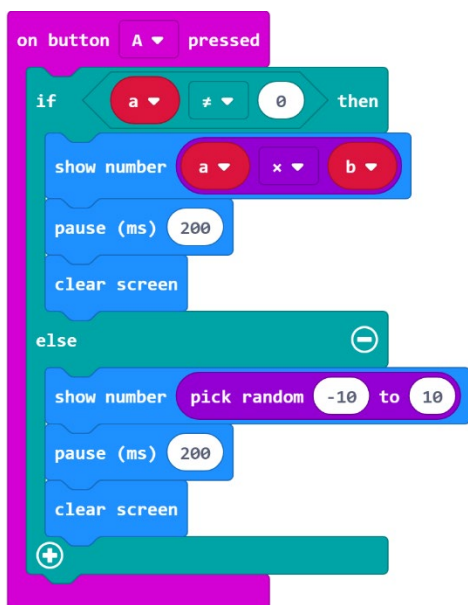 on button A pressed
if a ≠ 0 then
show number a × b
pause (ms) 200
clear screen
else
show number pick random -10 to 10
pause (ms) 200
clear screen